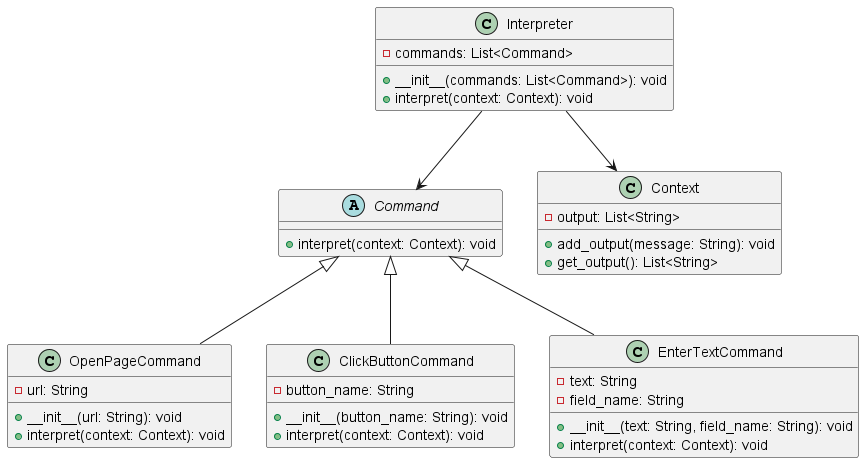 C Interpreter
commands: List<Command>
__init__(commands: List<Command>): void
interpret(context: Context): void
A Command
interpret(context: Context): void
C Context
output: List<String>
add_output(message: String): void
get_output(): List<String>
C OpenPageCommand
url: String
__init__(url: String): void
interpret(context: Context): void
C ClickButtonCommand
button_name: String
__init__(button_name: String): void
interpret(context: Context): void
C EnterTextCommand
text: String
field_name: String
__init__(text: String, field_name: String): void
interpret(context: Context): void